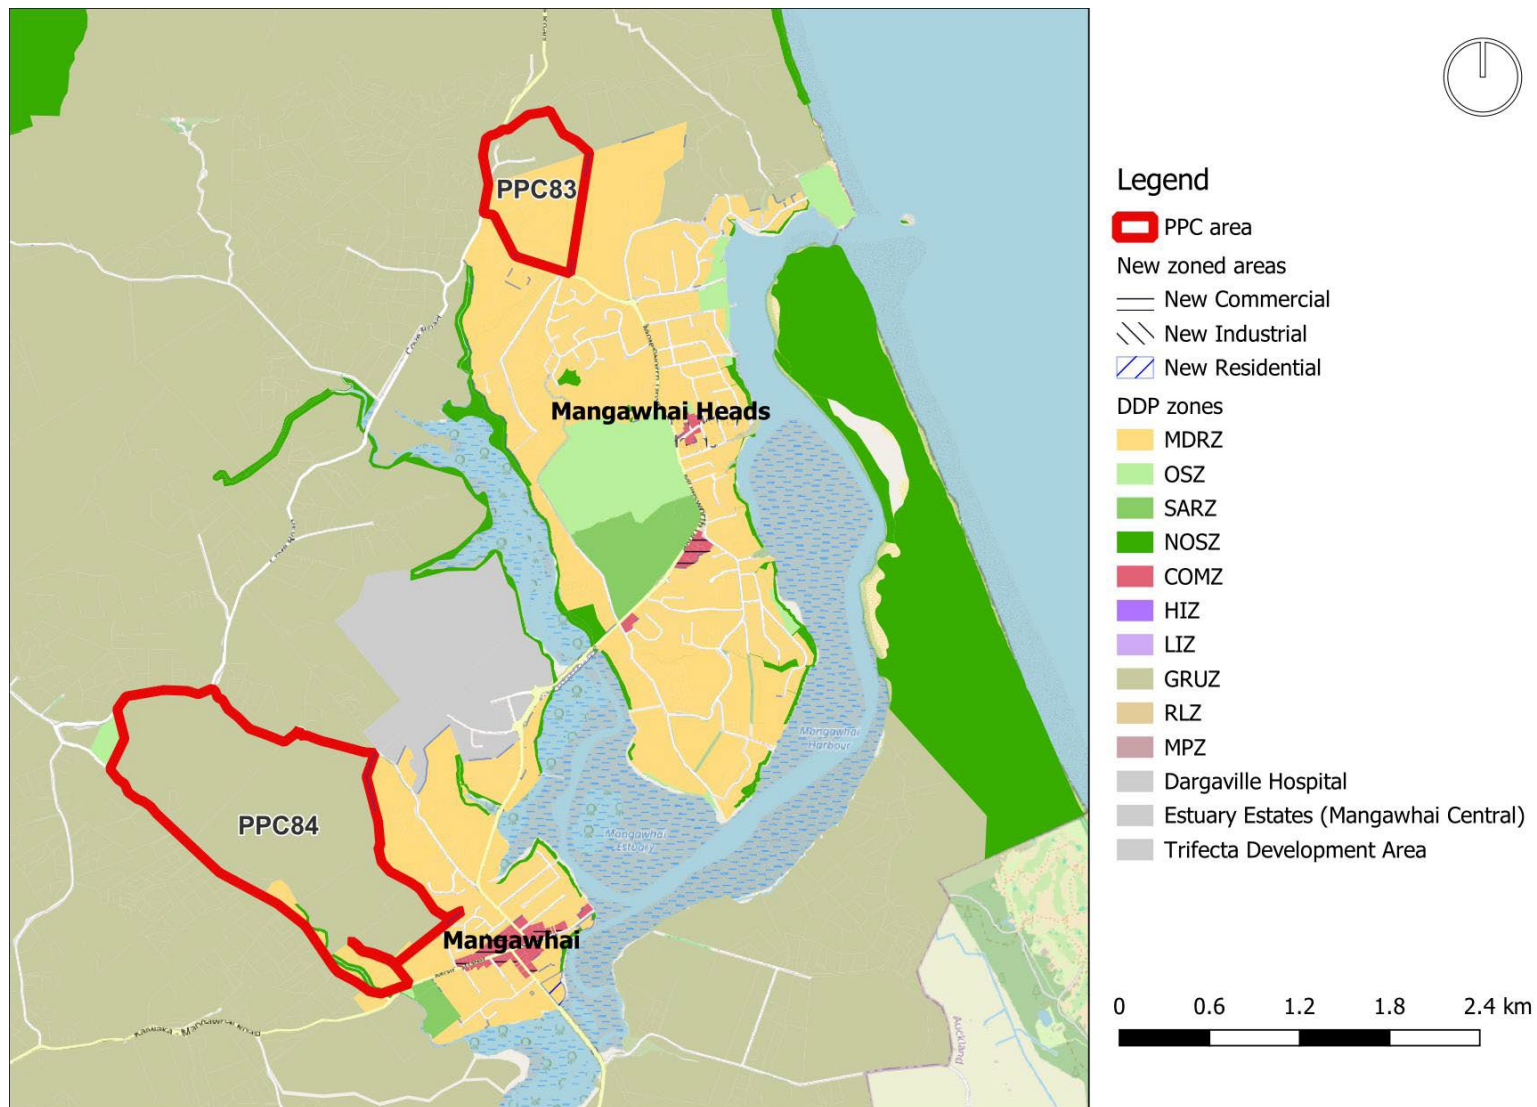 PPC83
Mangawhai Heads
Mangawhai
Harbour
PPC84
Mangawhai
Estuary
Mangawhai
Auckland
Legend
PPC area
New zoned areas
New Commercial
New Industrial
New Residential
DDP zones
MDRZ
OSZ
SARZ
NOSZ
COMZ
HIZ
LIZ
GRUZ
RLZ
MPZ
Dargaville Hospital
Estuary Estates (Mangawhai Central)
Trifecta Development Area
0 0.6 1.2 1.8 2.4 km